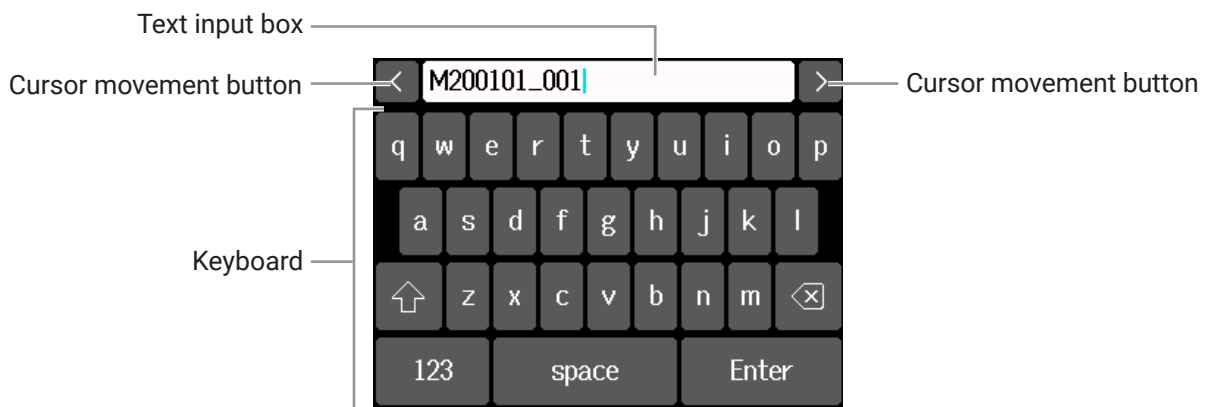 Text input box
Cursor movement button
M200101_001
Cursor movement button
q w e r t y u i o p
a s d f g h j k l
Keyboard
z x c v b n m
123 space Enter